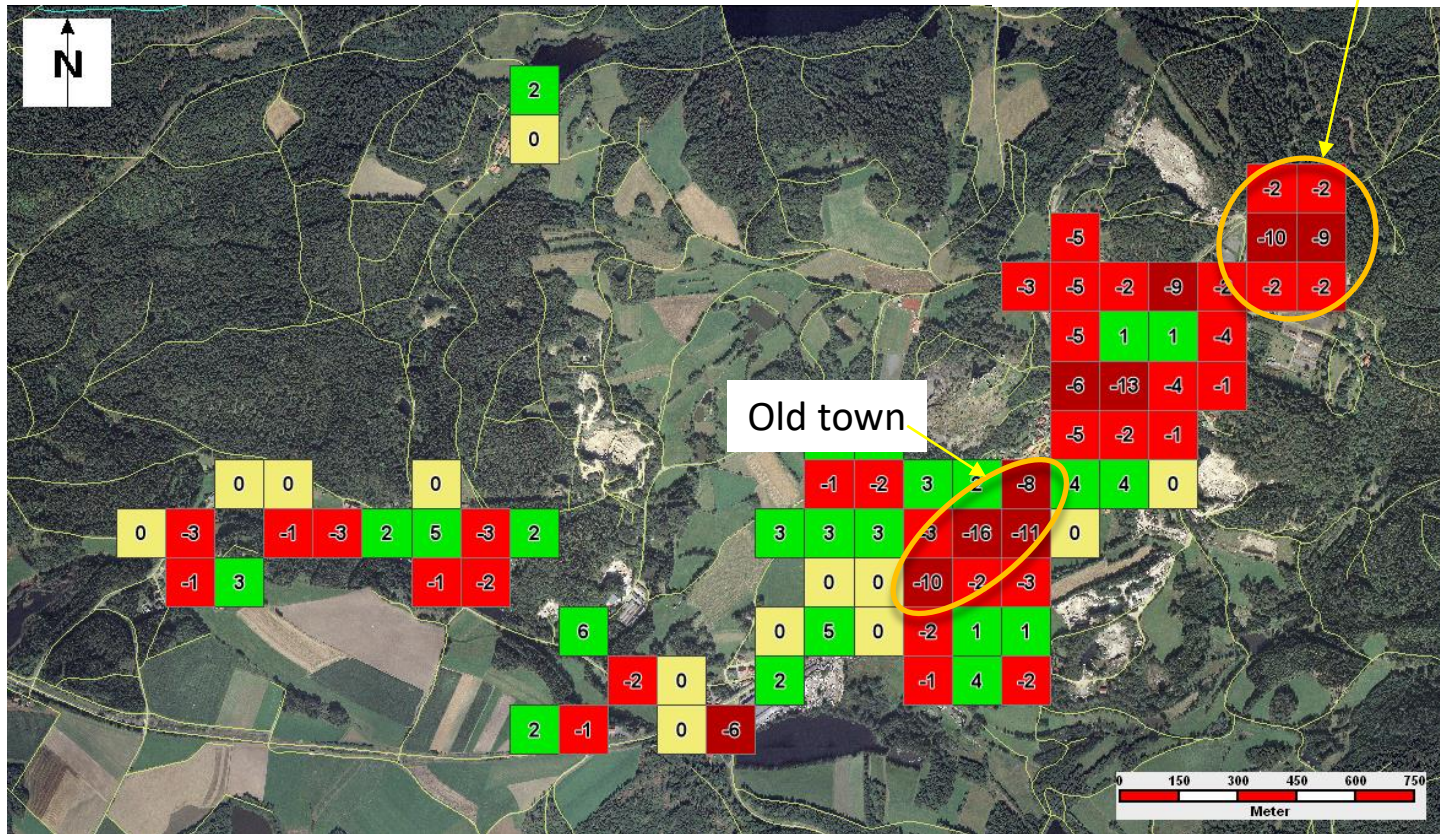 N
2
0
-2 -2
-5 -10 -9
-3 -5 -2 -9 -2 -2 -2
-5 1 1 -4
-6 -13 -4 -1
Old town
-5 -2 -1
0 0 0 -1 -2 3 2 -8 4 4 0
0 -3 -1 -3 2 5 -3 2 3 3 3 -3 -16 -11 0
-1 3 -1 -2 0 0 -10 -2 -3
6 0 5 0 -2 1 1
-2 0 2 -1 4 -2
2 -1 0 -6
0 150 300 450 600 750
Meter